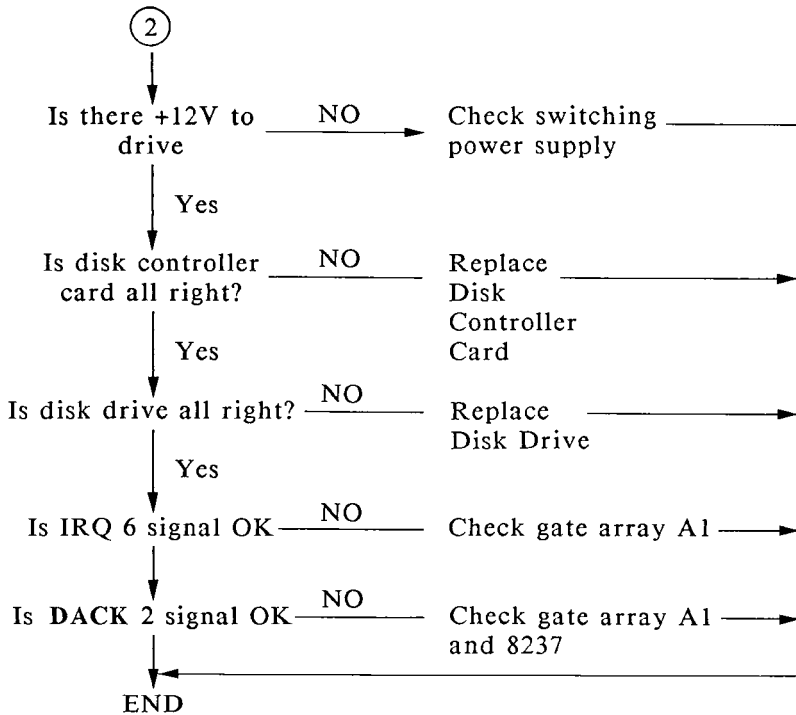 2
Is there +12V to
drive
NO
Check switching
power supply
Yes
Is disk controller
card all right?
NO
Replace
Disk
Controller
Card
Yes
Is disk drive all right?
NO
Replace
Disk Drive
Yes
Is IRQ 6 signal OK
NO
Check gate array A1
Is DACK 2 signal OK
NO
Check gate array A1
and 8237
END